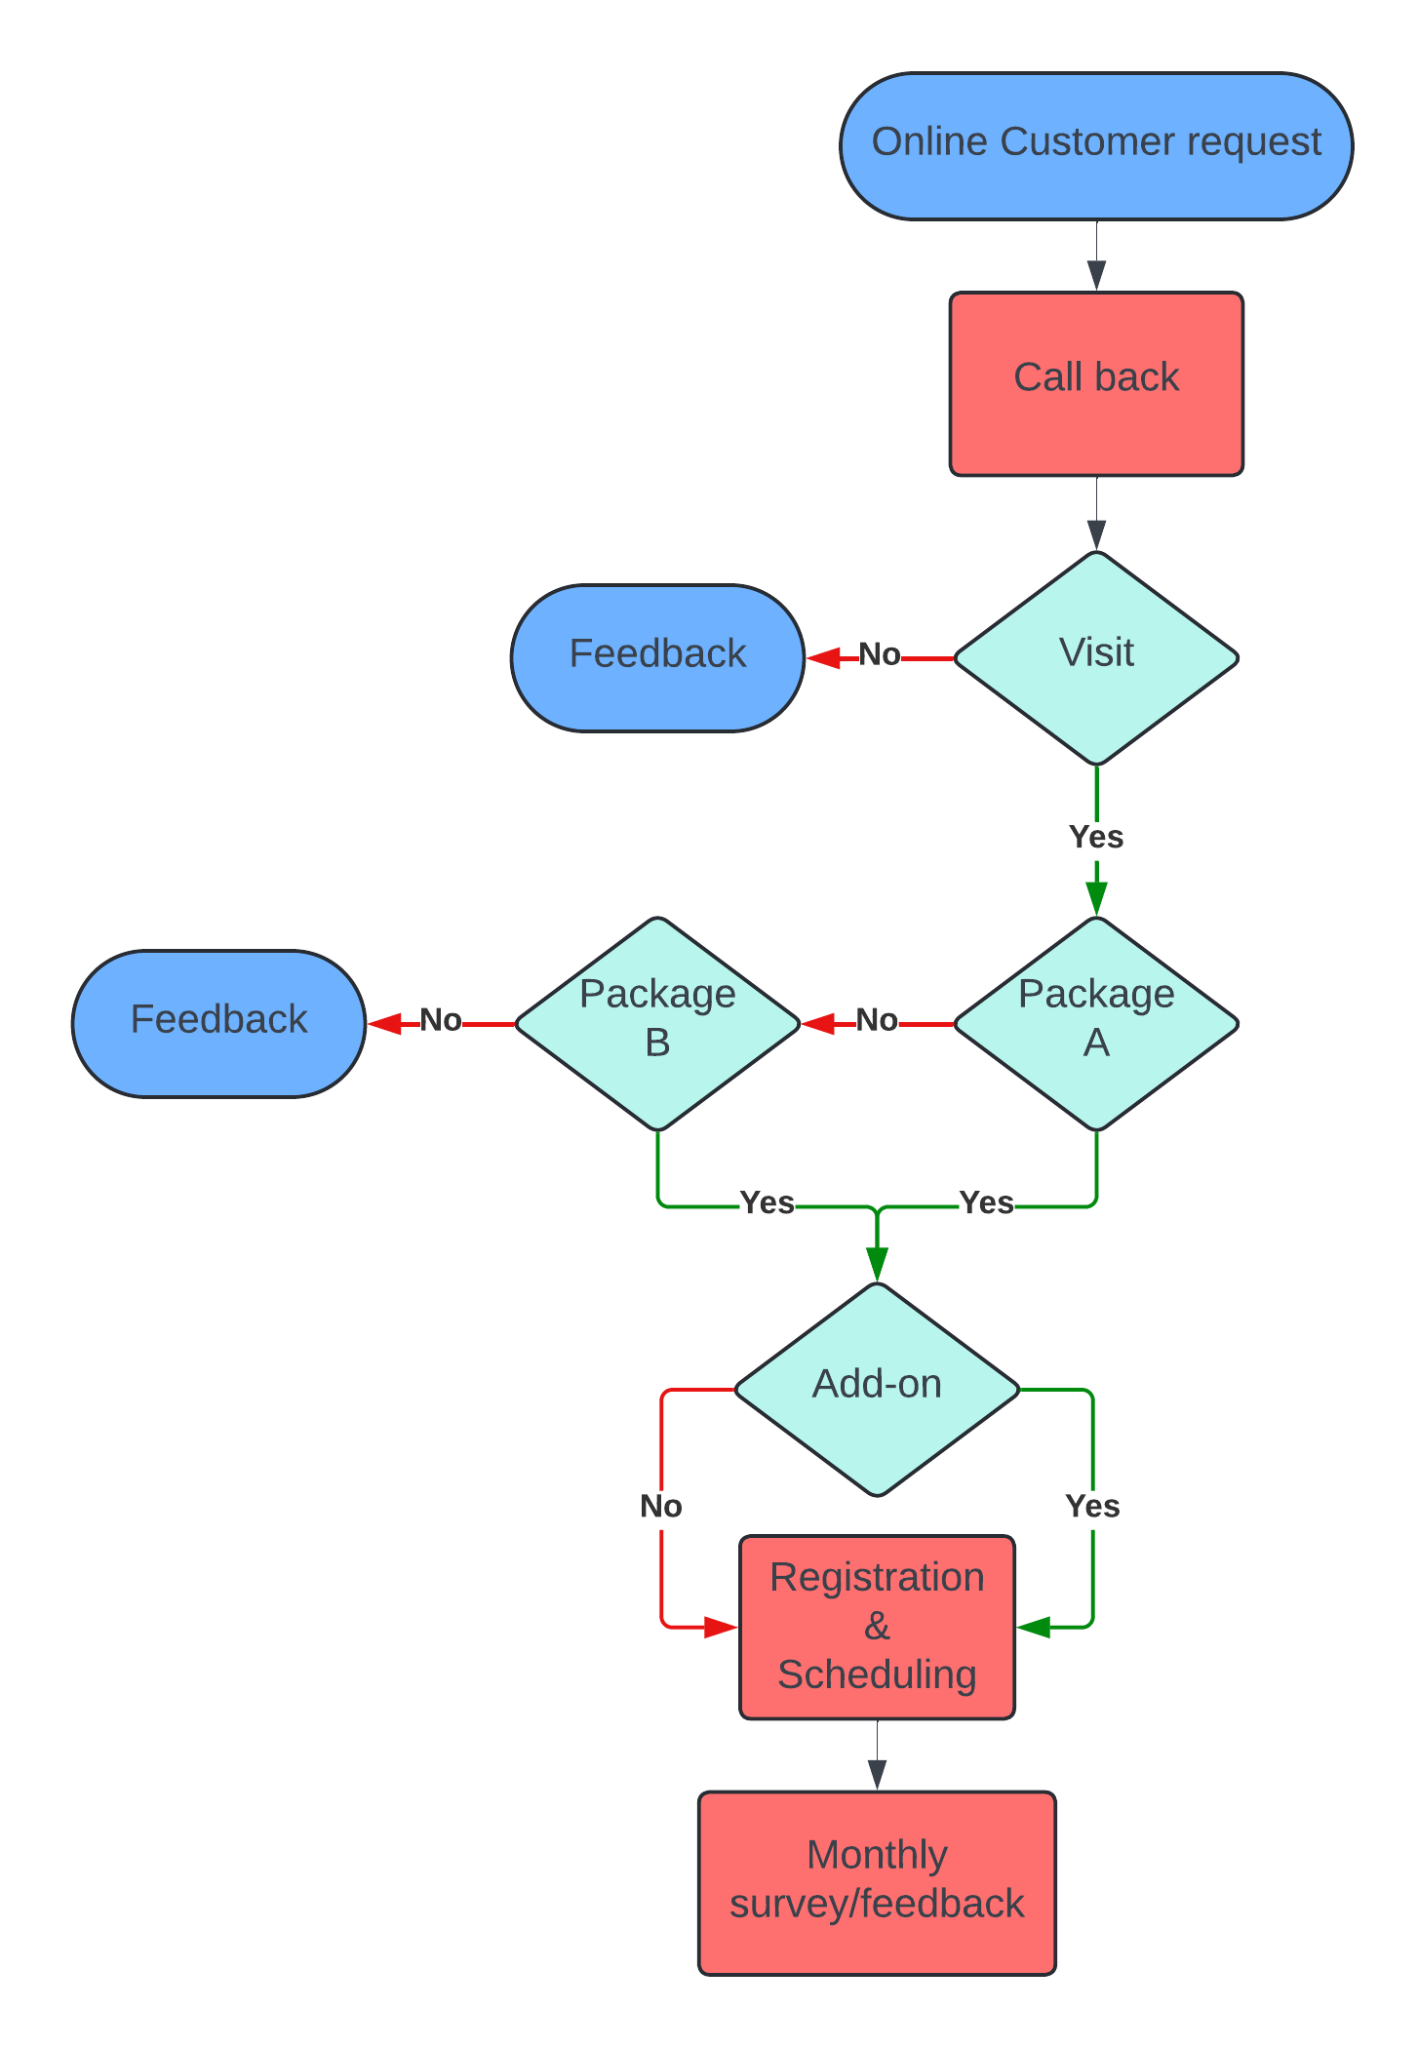 Online Customer request
Call back
Visit
No
Feedback
Yes
Package
A
No
Package
B
No
Feedback
Yes
Yes
Add-on
No
Yes
Registration
&
Scheduling
Monthly
survey/feedback